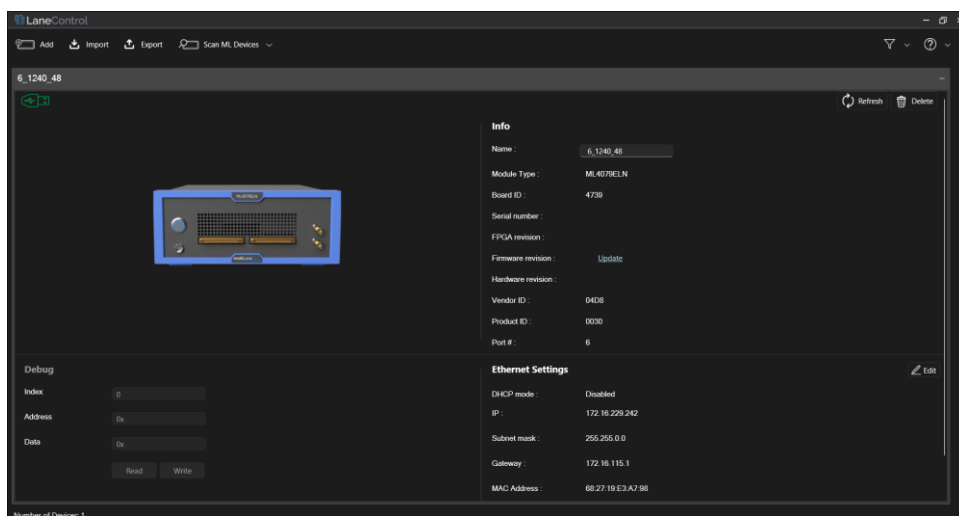 LaneControl
Add Import Export Scan ML Devices
6_1240_48
Refresh Delete
Info
Name : 6_1240_48
Module Type : ML4079ELN
Board ID : 4739
Serial number :
FPGA revision :
Firmware revision : Update
Hardware revision :
Vendor ID : 04D8
Product ID : 0030
Port # : 6
Debug
Index 0
Address 0x
Data 0x
Read Write
Ethernet Settings
Edit
DHCP mode : Disabled
IP : 172.16.229.242
Subnet mask : 255.255.0.0
Gateway : 172.16.115.1
MAC Address : 68:27:19:E3:A7:98
Number of Devices: 1